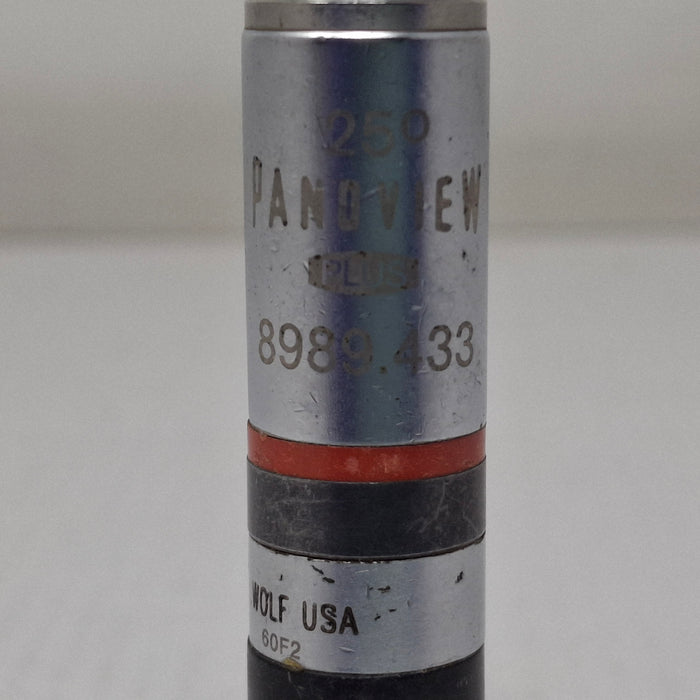 25°
PANOVIEW
PLUS
8989.433
WOLF USA
60F2